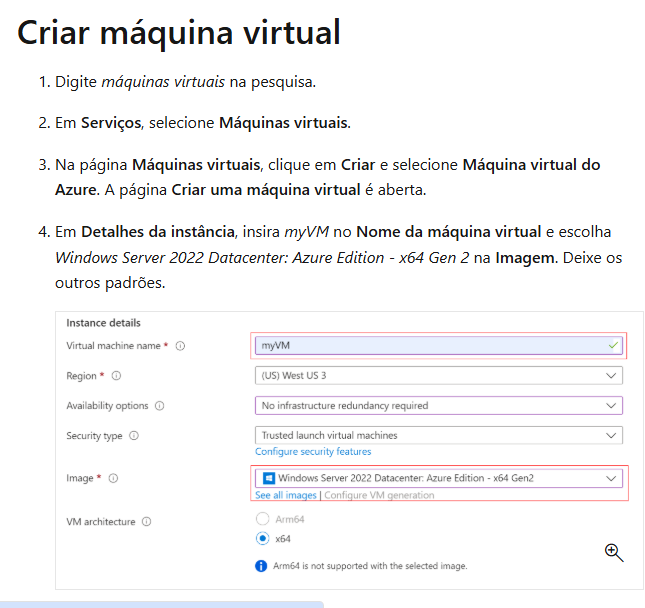 Criar máquina virtual
1. Digite máquinas virtuais na pesquisa.
2. Em Serviços, selecione Máquinas virtuais.
3. Na página Máquinas virtuais, clique em Criar e selecione Máquina virtual do
Azure. A página Criar uma máquina virtual é aberta.
4. Em Detalhes da instância, insira myVM no Nome da máquina virtual e escolha
Windows Server 2022 Datacenter: Azure Edition - x64 Gen 2 na Imagem. Deixe os
outros padrões.
Instance details
Virtual machine name * myVM
Region * (US) West US 3
Availability options No infrastructure redundancy required
Security type Trusted launch virtual machines
Configure security features
Image * Windows Server 2022 Datacenter: Azure Edition - x64 Gen2
See all images | Configure VM generation
VM architecture Arm64
x64
Arm64 is not supported with the selected image.